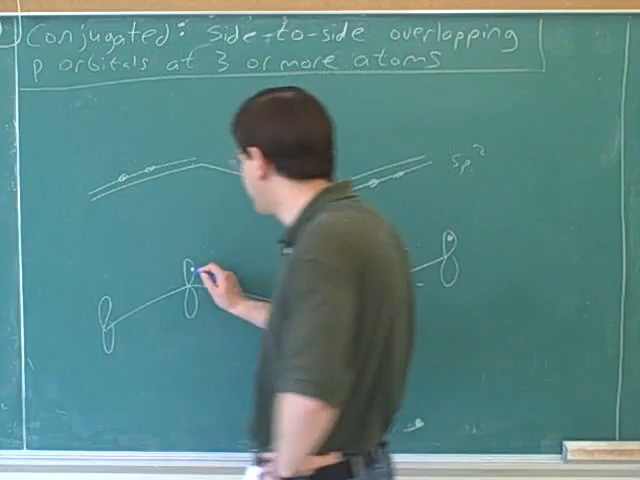 Conjugated: Side-to-side overlapping
p orbitals at 3 or more atoms
sp²